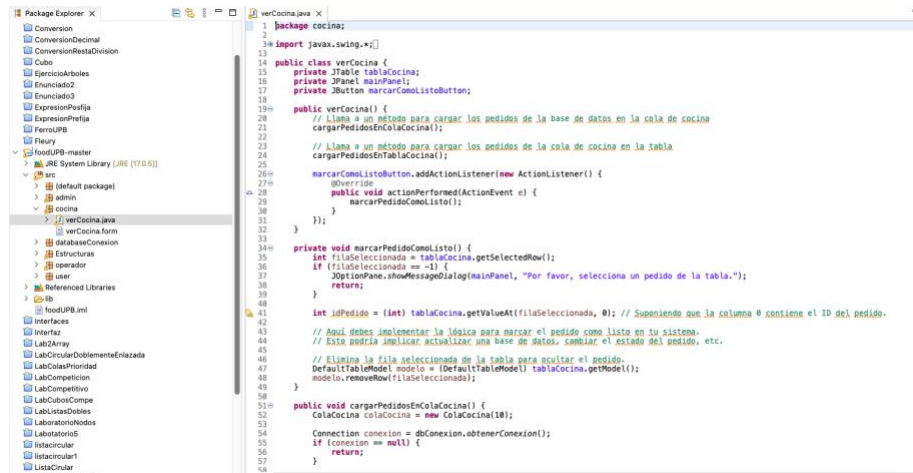 Package Explorer
Conversion
ConversionDecimal
ConversionRestaDivision
Cubo
EjercicioArboles
Enunciado2
Enunciado3
ExpresionPosfija
ExpresionPrefija
FerroUPB
Fleury
foodUPB-master
JRE System Library [JRE [17.0.5]]
src
(default package)
admin
cocina
verCocina.java
verCocina.form
databaseConexion
Estructuras
operador
user
Referenced Libraries
lib
foodUPB.iml
Interfaces
Interfaz
Lab2Array
LabCircularDoblementeEnlazada
LabColasPrioridad
LabCompeticion
LabCompetitivo
LabCubosCompe
LabListasDobles
LaboratorioNodos
Labotatorio5
listacircular
listacircular1
ListaCirular
verCocina.java
1 package cocina;
2
3 import javax.swing.*;
13
14 public class verCocina {
15 private JTable tablaCocina;
16 private JPanel mainPanel;
17 private JButton marcarComoListoButton;
18
19 public verCocina() {
20 // Llama a un método para cargar los pedidos de la base de datos en la cola de cocina
21 cargarPedidosEnColaCocina();
22
23 // Llama a un método para cargar los pedidos de la cola de cocina en la tabla
24 cargarPedidosEnTablaCocina();
25
26 marcarComoListoButton.addActionListener(new ActionListener() {
27 @Override
28 public void actionPerformed(ActionEvent e) {
29 marcarPedidoComoListo();
30 }
31 });
32 }
33
34 private void marcarPedidoComoListo() {
35 int filaSeleccionada = tablaCocina.getSelectedRow();
36 if (filaSeleccionada == -1) {
37 JOptionPane.showMessageDialog(mainPanel, "Por favor, selecciona un pedido de la tabla.");
38 return;
39 }
40
41 int idPedido = (int) tablaCocina.getValueAt(filaSeleccionada, 0); // Suponiendo que la columna 0 contiene el ID del pedido.
42
43 // Aquí debes implementar la lógica para marcar el pedido como listo en tu sistema.
44 // Esto podría implicar actualizar una base de datos, cambiar el estado del pedido, etc.
45
46 // Elimina la fila seleccionada de la tabla para ocultar el pedido.
47 DefaultTableModel modelo = (DefaultTableModel) tablaCocina.getModel();
48 modelo.removeRow(filaSeleccionada);
49 }
50
51 public void cargarPedidosEnColaCocina() {
52 ColaCocina colaCocina = new ColaCocina(10);
53
54 Connection conexion = dbConexion.obtenerConexion();
55 if (conexion == null) {
56 return;
57 }
58